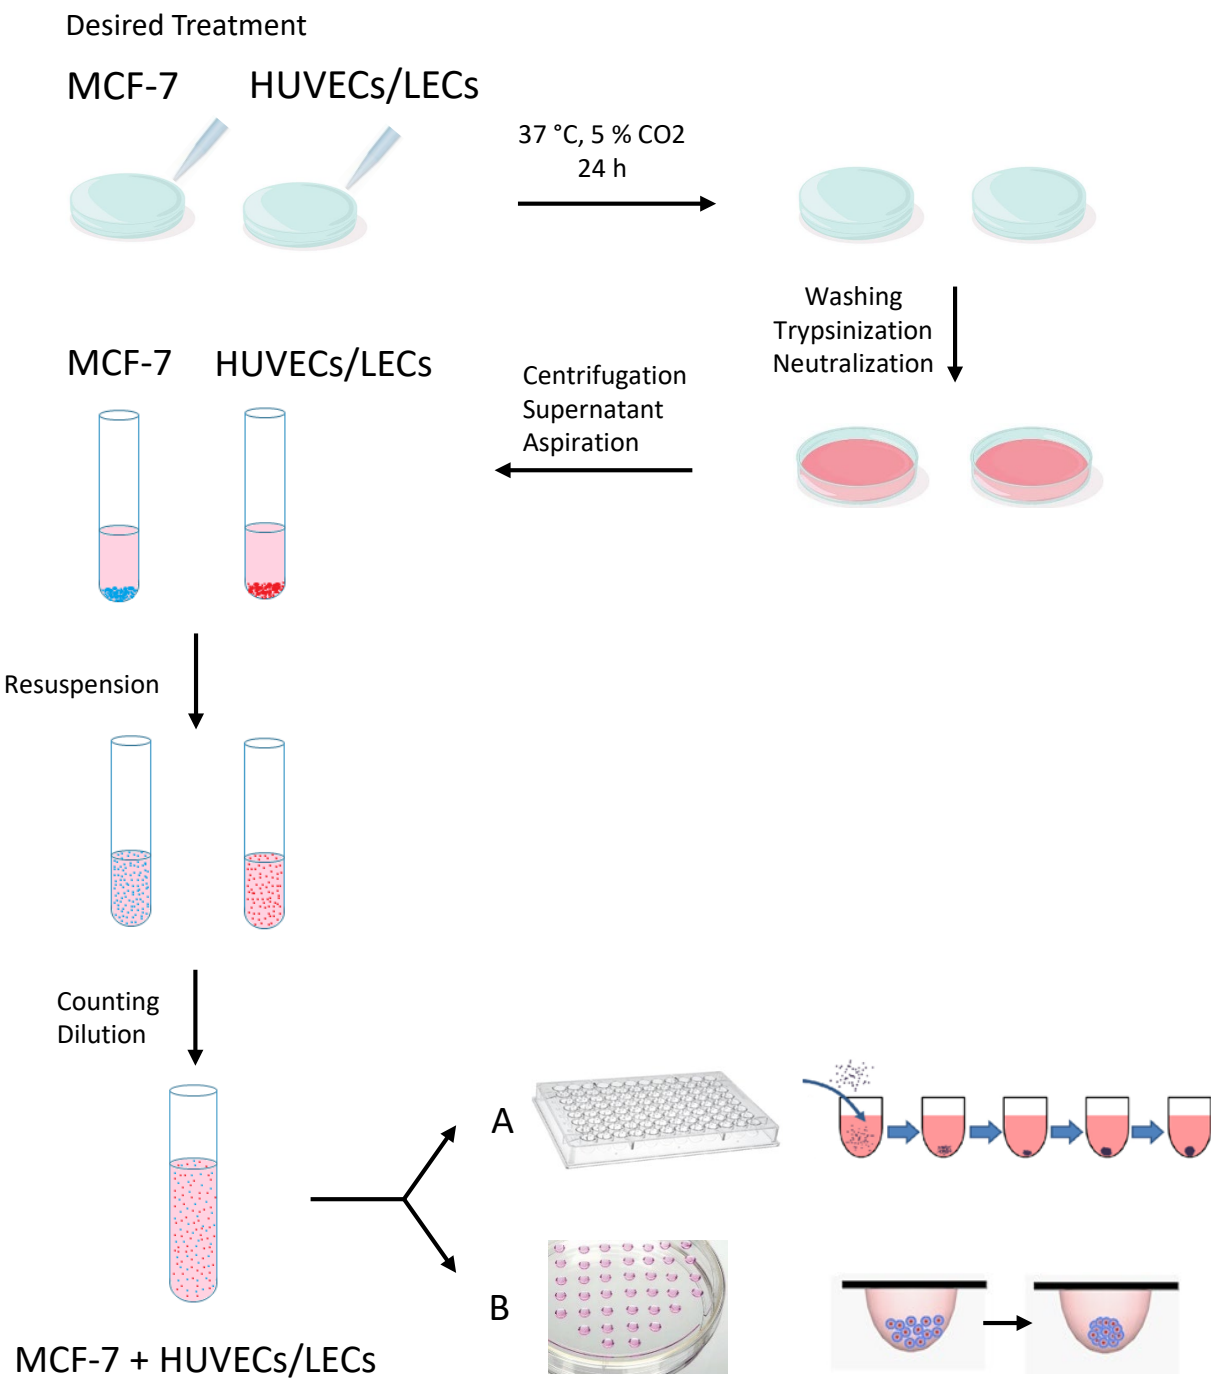 Desired Treatment
MCF-7
HUVECs/LECs
37 °C, 5 % CO2
24 h
Washing
Trypsinization
Neutralization
Centrifugation
Supernatant
Aspiration
MCF-7
HUVECs/LECs
Resuspension
Counting
Dilution
MCF-7 + HUVECs/LECs
A
B